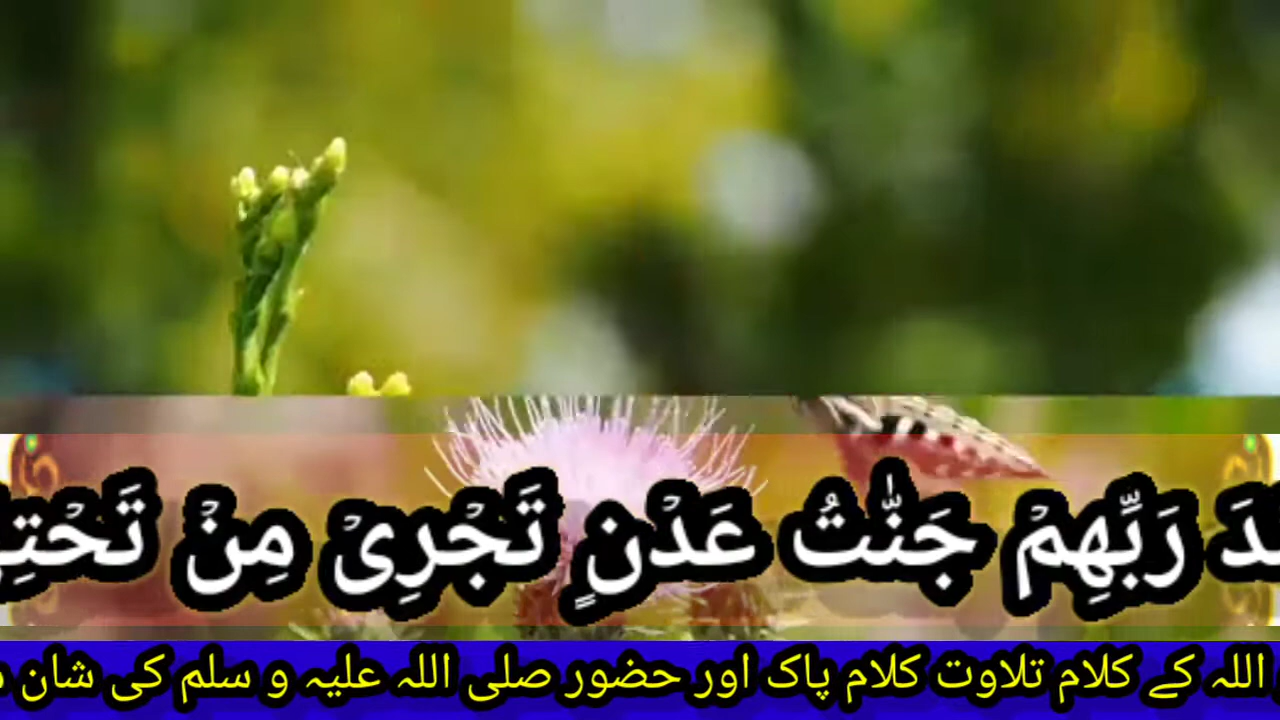 رَبِّهِمۡ جَنّٰتُ عَدۡنٍ تَجۡرِىۡ مِنۡ
اللہ کے کلام تلاوت کلام پاک اور حضور صلی اللہ علیہ و سلم کی شان